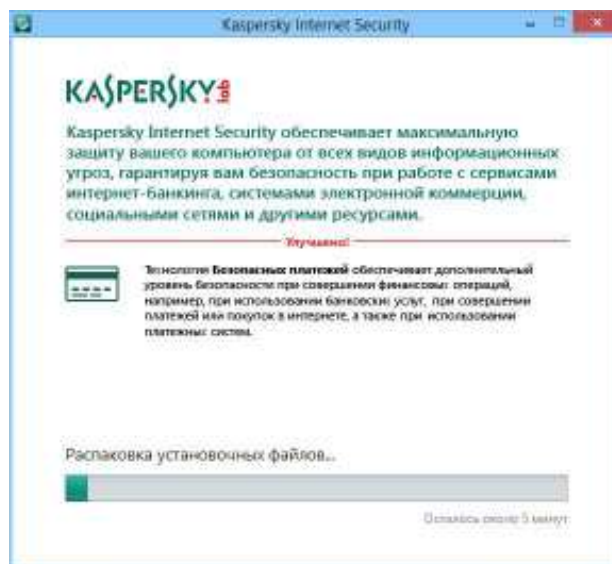 Kaspersky Internet Security
KASPERSKY lab
Kaspersky Internet Security обеспечивает максимальную
защиту вашего компьютера от всех видов информационных
угроз, гарантируя вам безопасность при работе с сервисами
интернет-банкинга, системами электронной коммерции,
социальными сетями и другими ресурсами.
Улучшено!
Технология Безопасных платежей обеспечивает дополнительный
уровень безопасности при совершении финансовых операций,
например, при использовании банковских услуг, при совершении
платежей или покупок в интернете, а также при использовании
платежных систем.
Распаковка установочных файлов...
Осталось около 5 минут